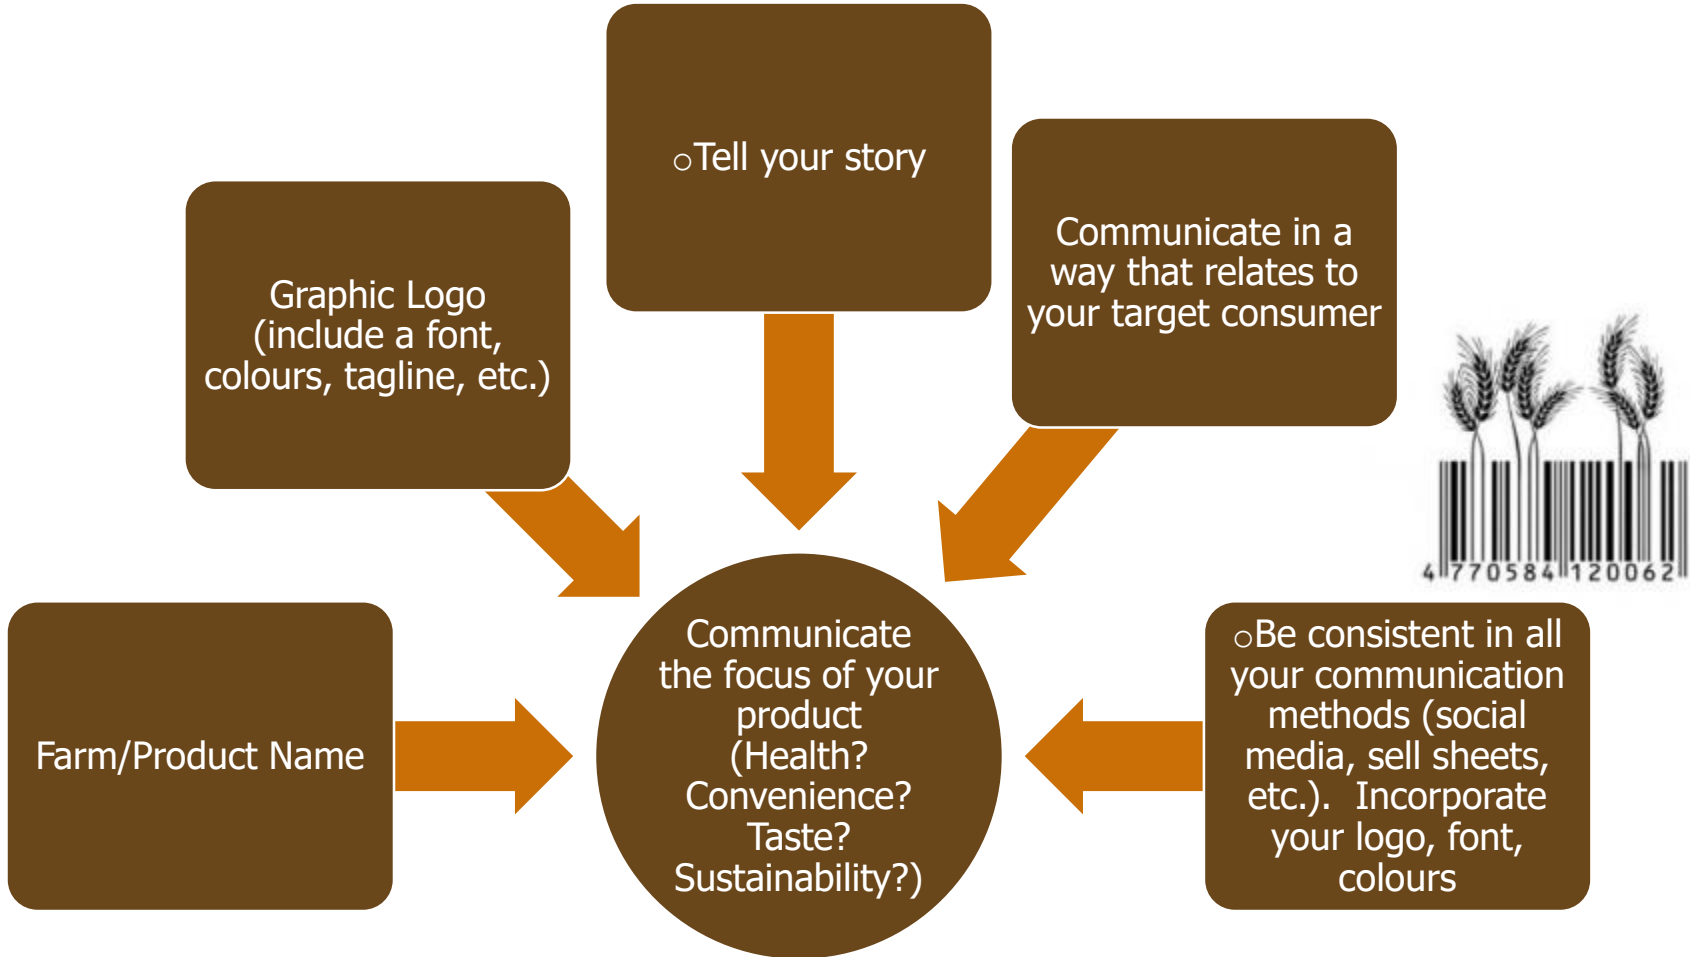 ○Tell your story
Communicate in a
way that relates to
your target consumer
Graphic Logo
(include a font,
colours, tagline, etc.)
4 770584 120062
Farm/Product Name
Communicate
the focus of your
product
(Health?
Convenience?
Taste?
Sustainability?)
○Be consistent in all
your communication
methods (social
media, sell sheets,
etc.).  Incorporate
your logo, font,
colours